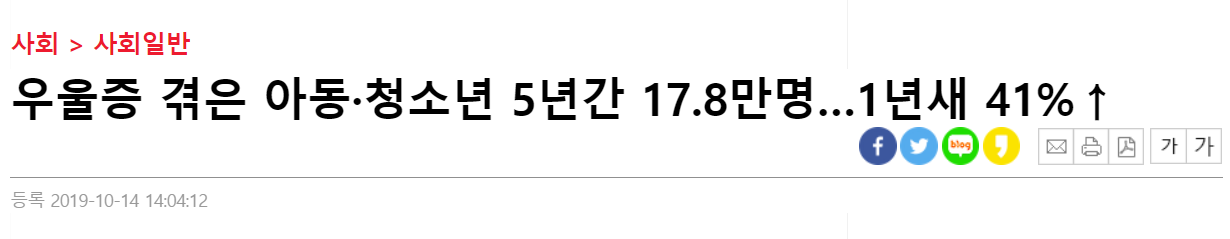 사회 > 사회일반
우울증 겪은 아동·청소년 5년간 17.8만명...1년새 41%↑
f blog 가 가
등록 2019-10-14 14:04:12